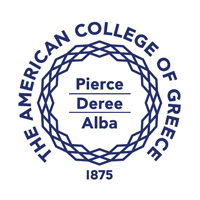 THE AMERICAN COLLEGE OF GREECE
Pierce
Deree
Alba
1875